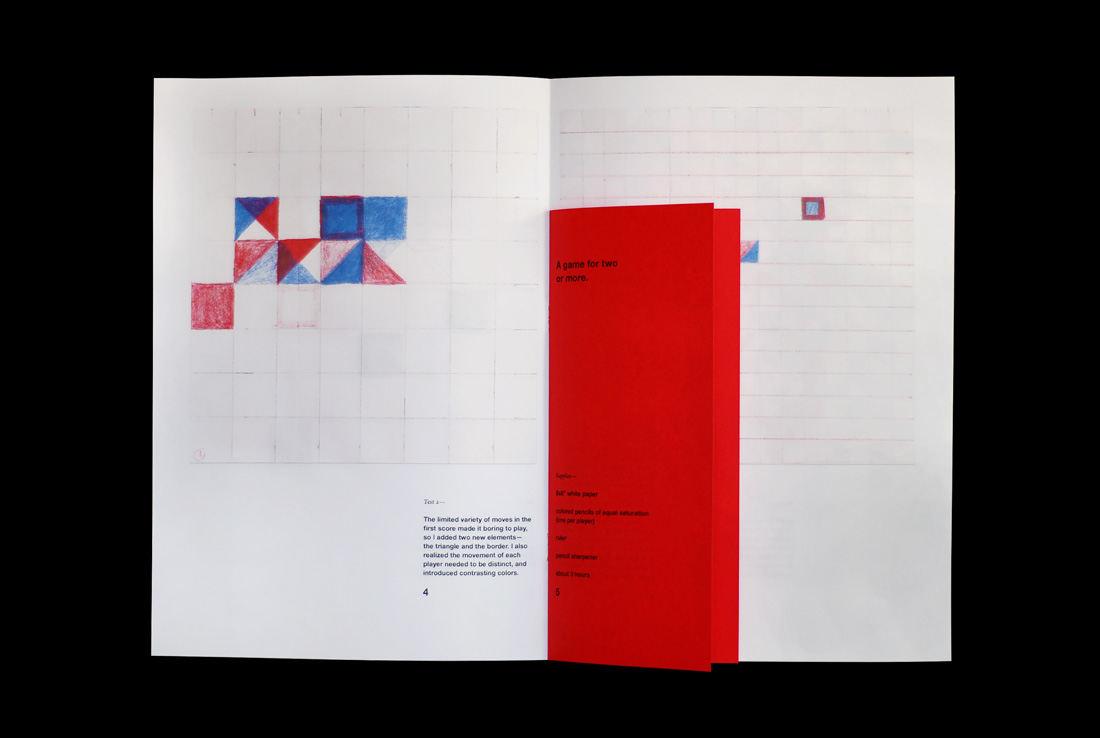 Test 2—
The limited variety of moves in the
first score made it boring to play,
so I added two new elements—
the triangle and the border. I also
realized the movement of each
player needed to be distinct, and
introduced contrasting colors.
4
A game for two
or more.
Supplies—
white paper
colored pencils of equal saturation
(one per player)
ruler
pencil sharpener
about 2 hours
5